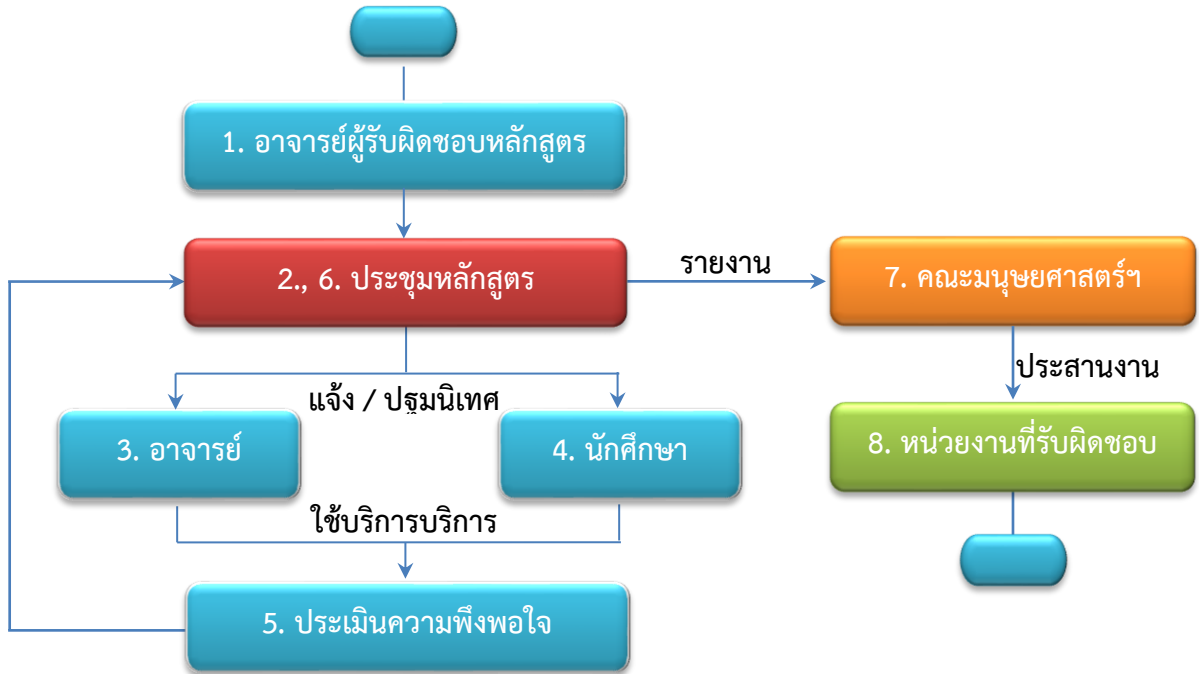 1. อาจารย์ผู้รับผิดชอบหลักสูตร
2., 6. ประชุมหลักสูตร
รายงาน
7. คณะมนุษยศาสตร์ฯ
ประสานงาน
แจ้ง / ปฐมนิเทศ
3. อาจารย์
4. นักศึกษา
8. หน่วยงานที่รับผิดชอบ
ใช้บริการบริการ
5. ประเมินความพึงพอใจ